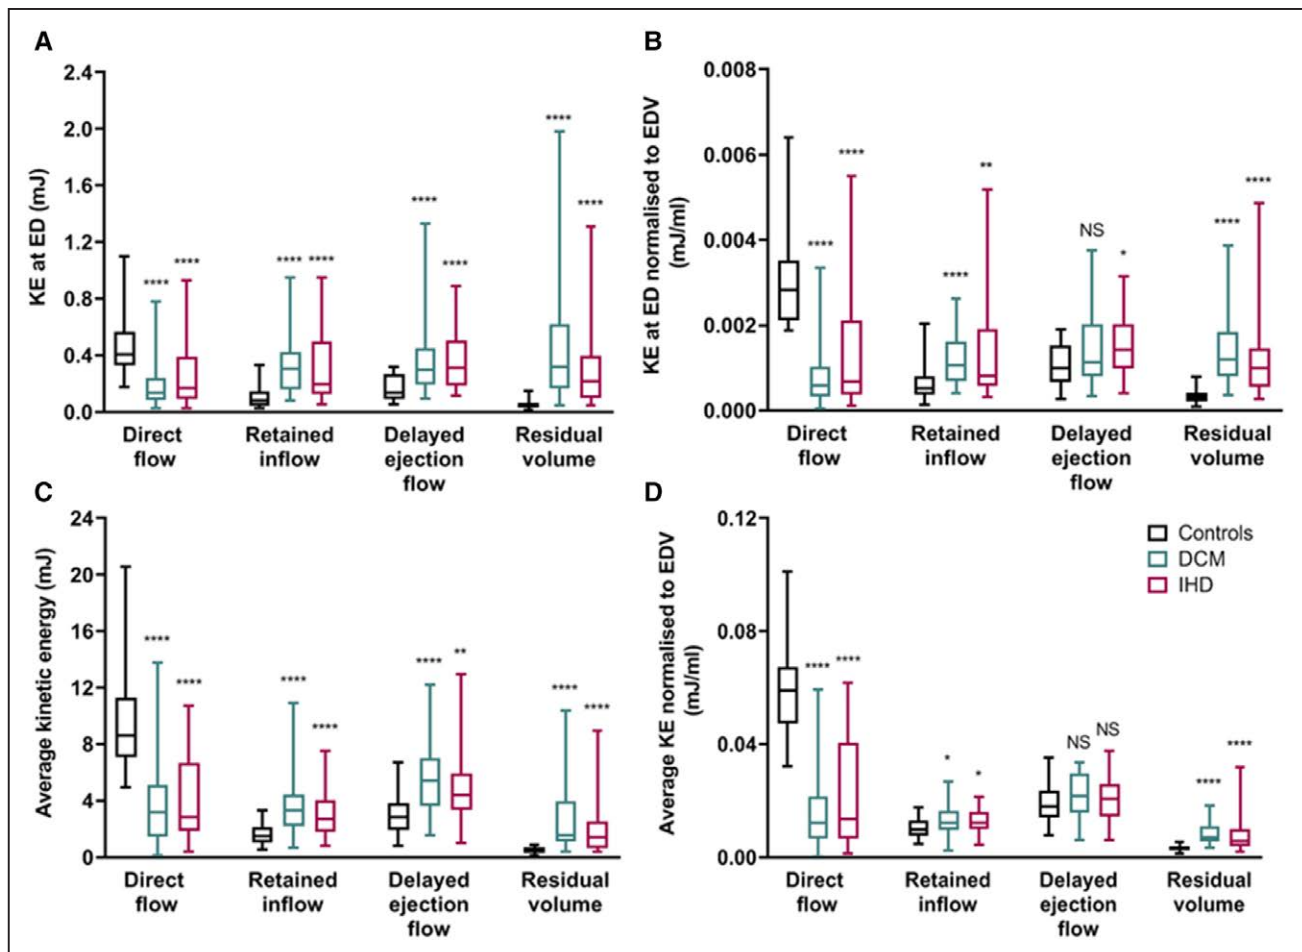 A
KE at ED (mJ)
2.4
2.0
1.6
1.2
0.8
0.4
0.0
****
****
****
****
****
****
****
****
Direct
flow
Retained
inflow
Delayed
ejection
flow
Residual
volume
B
KE at ED normalised to EDV
(mJ/ml)
0.008
0.006
0.004
0.002
0.000
****
****
****
**
NS
*
****
****
Direct
flow
Retained
inflow
Delayed
ejection
flow
Residual
volume
C
Average kinetic energy (mJ)
24
20
16
12
8
4
0
****
****
****
****
****
**
****
****
Direct
flow
Retained
inflow
Delayed
ejection
flow
Residual
volume
D
Average KE normalised to EDV
(mJ/ml)
0.12
0.08
0.04
0.00
Controls
DCM
IHD
****
****
*
*
NS
NS
****
****
Direct
flow
Retained
inflow
Delayed
ejection
flow
Residual
volume